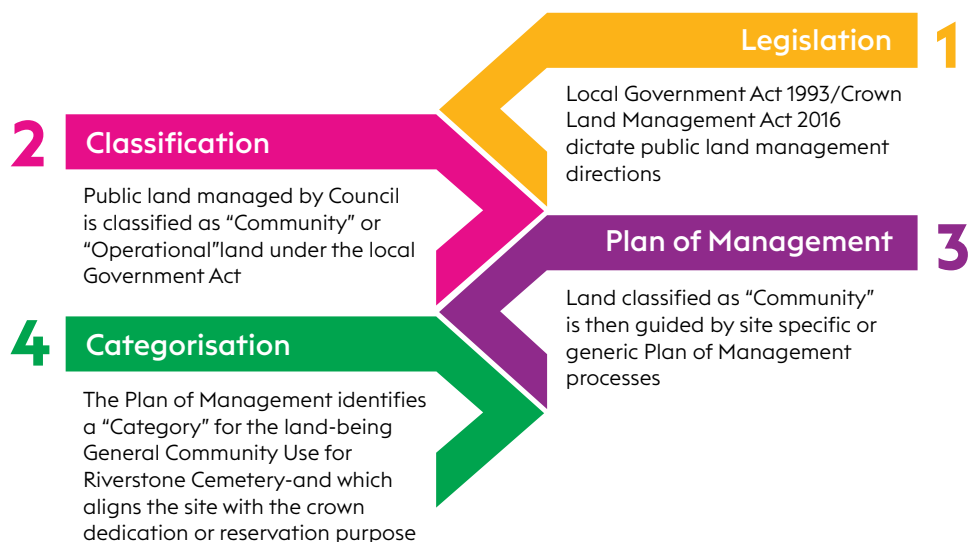 Legislation 1
Local Government Act 1993/Crown
Land Management Act 2016
dictate public land management
directions
2 Classification
Public land managed by Council
is classified as “Community” or
“Operational”land under the local
Government Act
Plan of Management 3
Land classified as “Community”
is then guided by site specific or
generic Plan of Management
processes
4 Categorisation
The Plan of Management identifies
a “Category” for the land-being
General Community Use for
Riverstone Cemetery-and which
aligns the site with the crown
dedication or reservation purpose